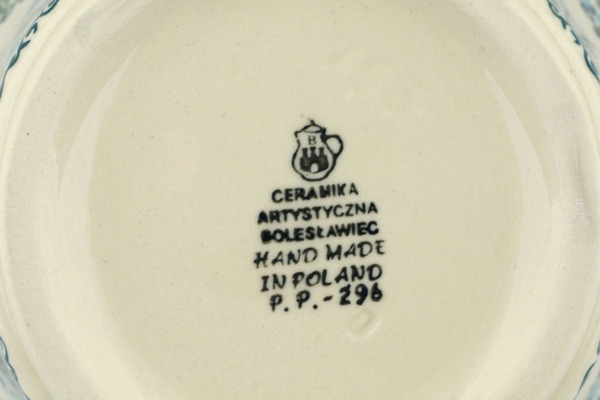 B
CERAMIKA
ARTYSTYCZNA
BOLESŁAWIEC
HAND MADE
IN POLAND
P. P.-296